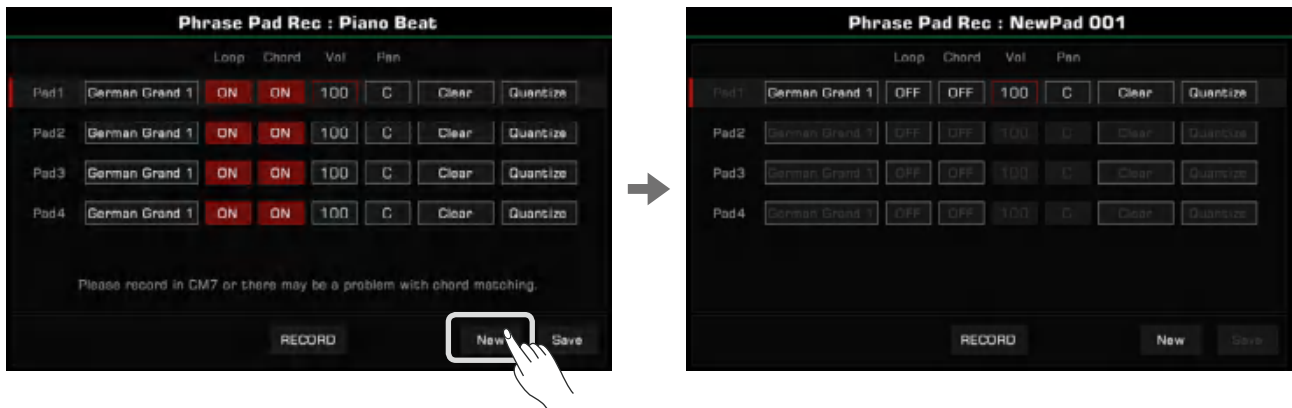 Phrase Pad Rec : Piano Beat
Loop Chord Vol Pan
Pad1 German Grand 1 ON ON 100 C Clear Quantize
Pad2 German Grand 1 ON ON 100 C Clear Quantize
Pad3 German Grand 1 ON ON 100 C Clear Quantize
Pad4 German Grand 1 ON ON 100 C Clear Quantize
Please record in CM7 or there may be a problem with chord matching.
RECORD New Save
Phrase Pad Rec : NewPad 001
Loop Chord Vol Pan
Pad1 German Grand 1 OFF OFF 100 C Clear Quantize
Pad2 German Grand 1 OFF OFF 100 C Clear Quantize
Pad3 German Grand 1 OFF OFF 100 C Clear Quantize
Pad4 German Grand 1 OFF OFF 100 C Clear Quantize
RECORD New Save